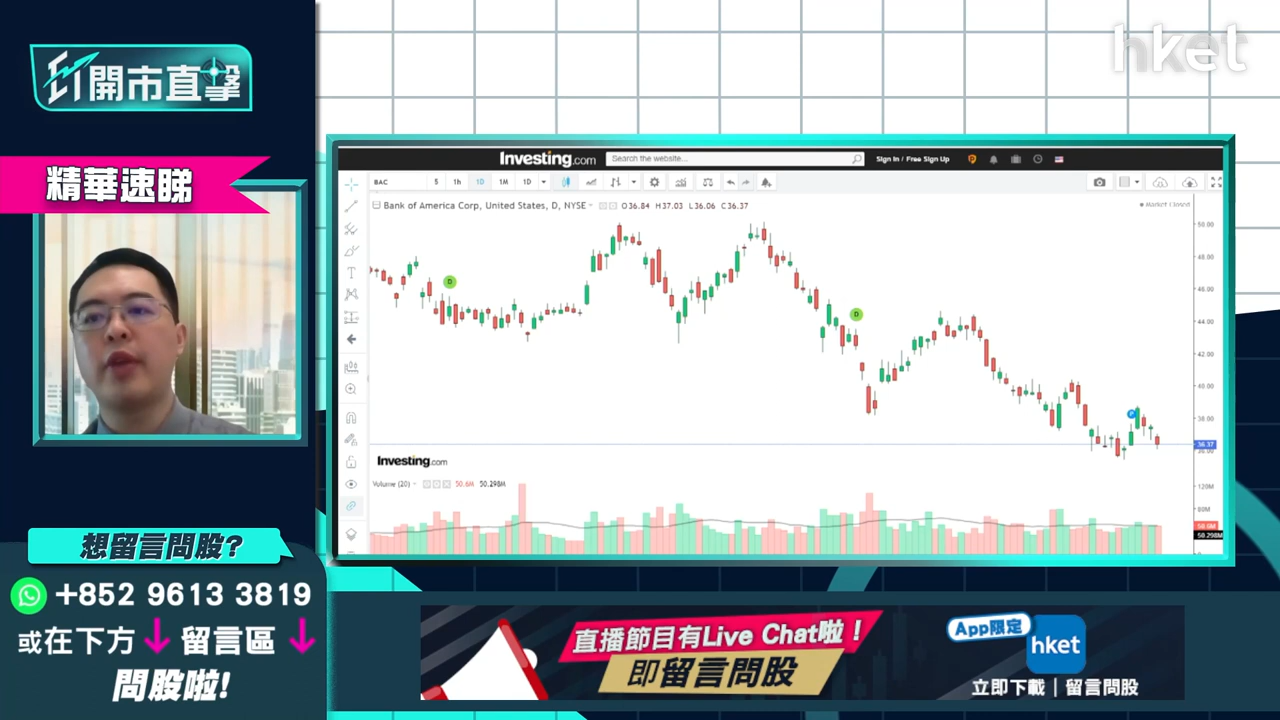 hket
ET開市直擊
精華速睇
Investing.com
Search the website...
Sign In / Free Sign Up
BAC
5
1h
1D
1M
1D
Bank of America Corp, United States, D, NYSE
O36.84 H37.03 L36.06 C36.37
Market Closed
50.00
48.00
46.00
44.00
42.00
40.00
38.00
36.37
36.00
D
D
P
Investing.com
Volume (20)
50.6M 50.298M
120M
80M
50.6M
50.298M
想留言問股?
+852 9613 3819
或在下方 留言區
問股啦!
直播節目有Live Chat啦！
即留言問股
App限定
hket
立即下載｜留言問股